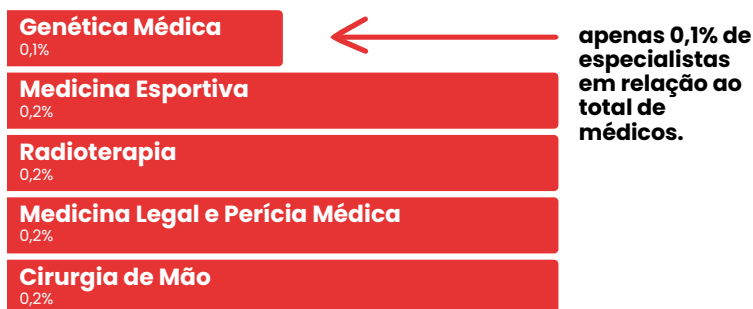 Genética Médica
0,1%
apenas 0,1% de
especialistas
em relação ao
total de
médicos.
Medicina Esportiva
0,2%
Radioterapia
0,2%
Medicina Legal e Perícia Médica
0,2%
Cirurgia de Mão
0,2%